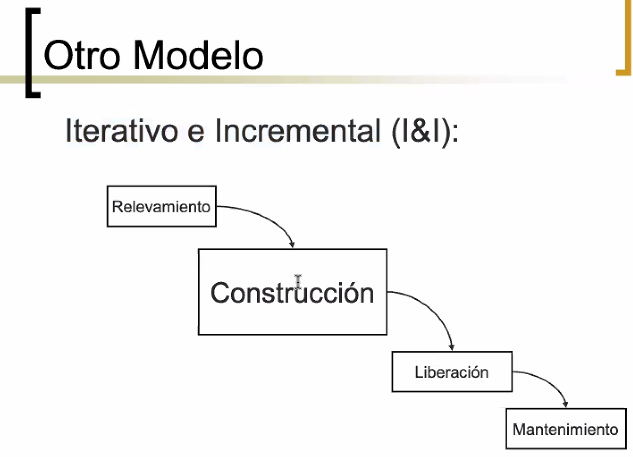 Otro Modelo
Iterativo e Incremental (I&I):
Relevamiento
Construcción
Liberación
Mantenimiento